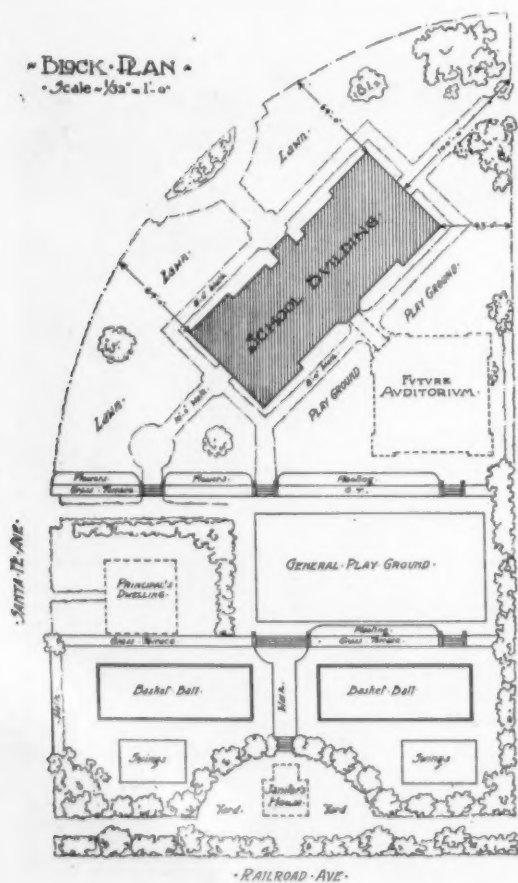 ~ BLOCK · PLAN ~
· Scale ~ 1/32" = 1'-0"
Lawn.
Lawn.
SCHOOL BUILDING.
PLAY GROUND
PLAY GROUND
FUTURE
AUDITORIUM.
Lawn
Flowers
Flowers
Planting
Grass · Terrace
G. T.
SANTA · FE · AVE ·
PRINCIPAL'S
DWELLING
GENERAL · PLAY · GROUND ·
Planting
Grass · Terrace
Grass · Terrace
Walk
Basket · Ball ·
Walk
Basket · Ball
Swings
Swings
Janitor's
House
Yard
Yard
· RAILROAD · AVE ·